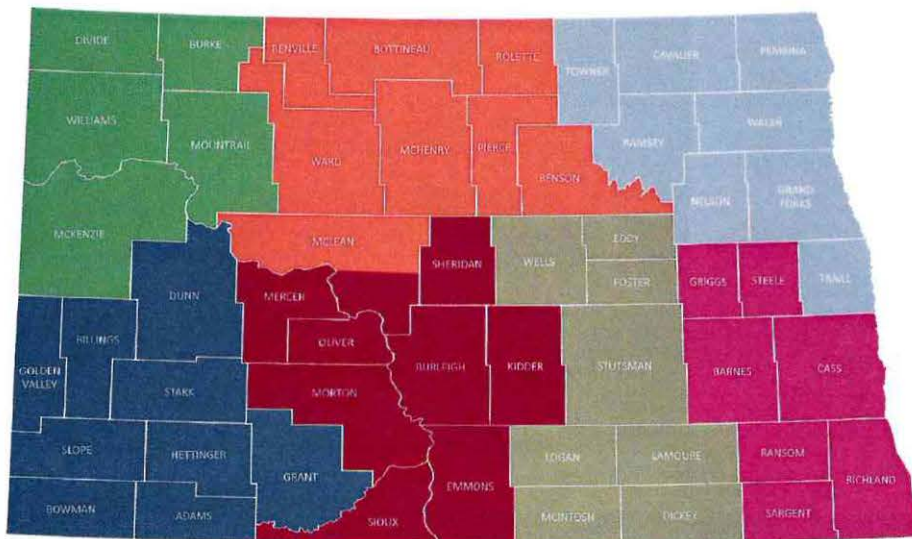 DIVIDE
BURKE
RENVILLE
BOTTINEAU
ROLETTE
TOWNER
CAVALIER
PEMBINA
WILLIAMS
MOUNTRAIL
WARD
MCHENRY
PIERCE
BENSON
RAMSEY
WALSH
NELSON
GRAND
FORKS
MCKENZIE
MCLEAN
SHERIDAN
WELLS
EDDY
FOSTER
GRIGGS
STEELE
TRAILL
DUNN
MERCER
OLIVER
BILLINGS
GOLDEN
VALLEY
STARK
MORTON
BURLEIGH
KIDDER
STUTSMAN
BARNES
CASS
SLOPE
HETTINGER
GRANT
EMMONS
LOGAN
LAMOURE
RANSOM
RICHLAND
BOWMAN
ADAMS
SIOUX
MCINTOSH
DICKEY
SARGENT